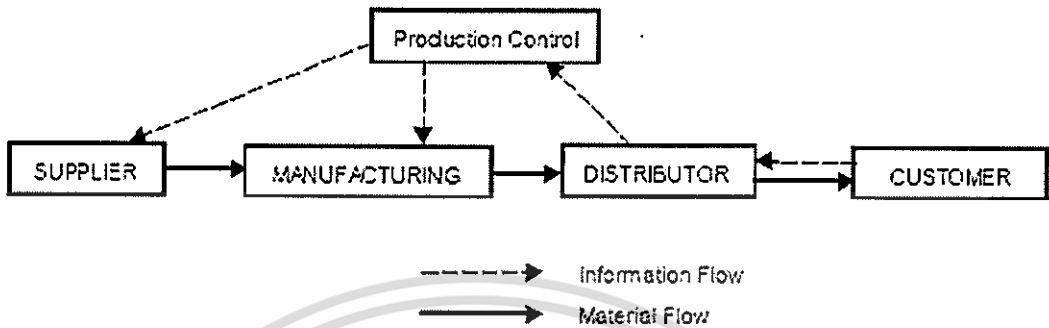 Production Control
SUPPLIER
MANUFACTURING
DISTRIBUTOR
CUSTOMER
Information Flow
Material Flow